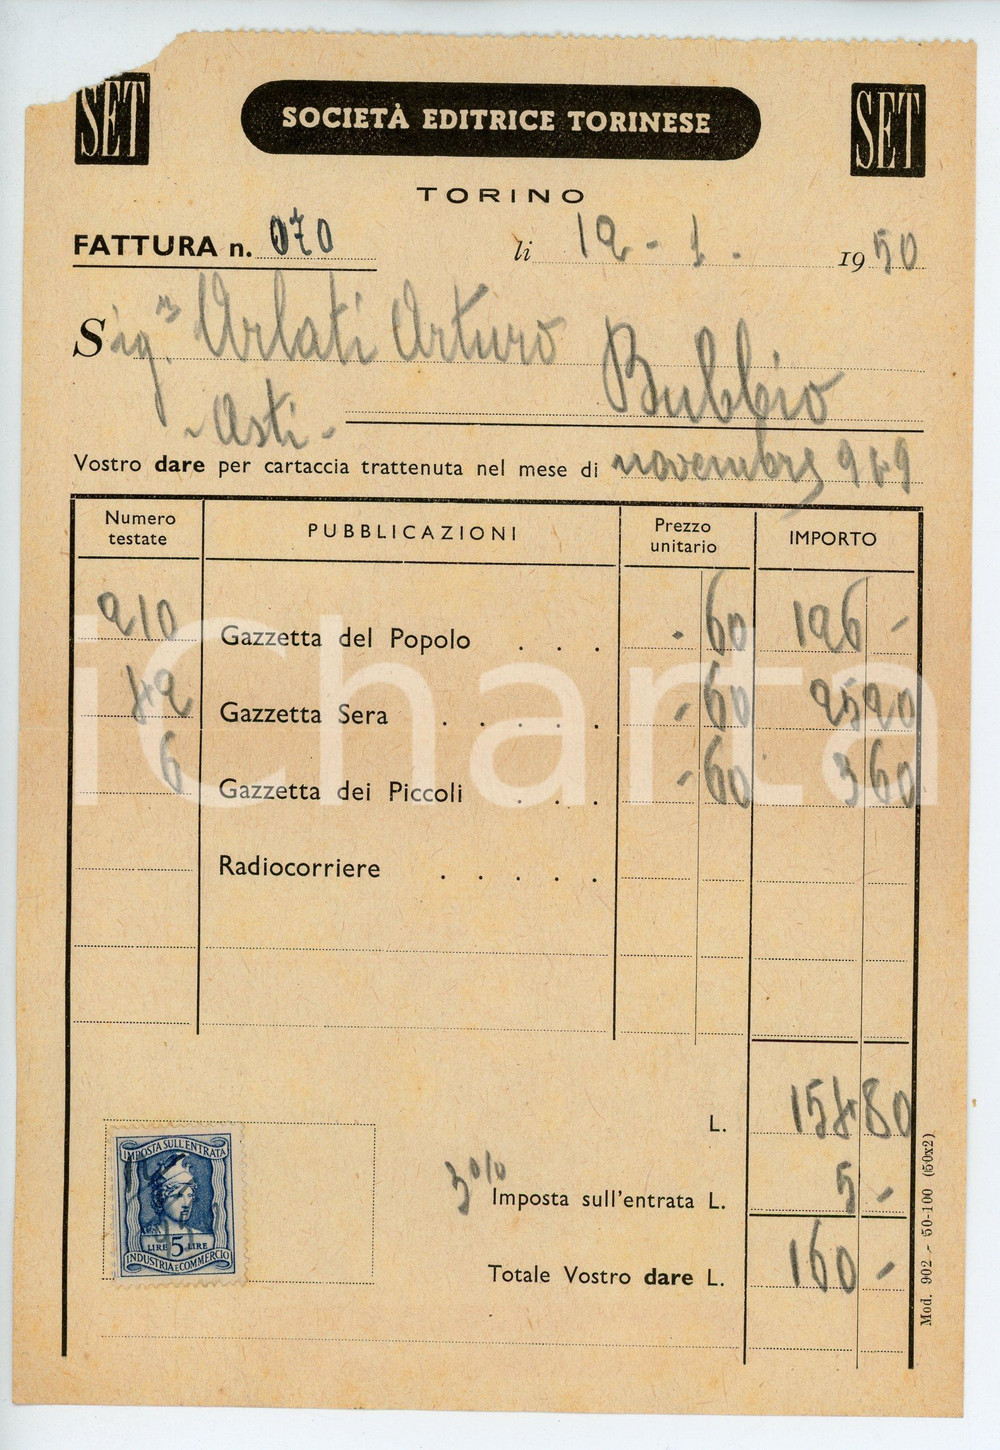 SET
SOCIETÀ EDITRICE TORINESE
SET
TORINO
FATTURA n. 070
li 12 - 1. 1950
Sig.r Arlati Arturo
Bubbio
- Asti -
Vostro dare per cartaccia trattenuta nel mese di novembre 949
Numero testate
PUBBLICAZIONI
Prezzo unitario
IMPORTO
210 Gazzetta del Popolo . . . . 60 126 -
42 Gazzetta Sera . . . . . - 60 25 20
6 Gazzetta dei Piccoli . . . - 60 3 60
Radiocorriere . . . . .
L. 154 80
3% Imposta sull'entrata L. 5 -
Totale Vostro dare L. 160 -
IMPOSTA SULL'ENTRATA
LIRE 5 LIRE
INDUSTRIA E COMMERCIO
Mod. 902 - 50-100 (50x2)
iCharta